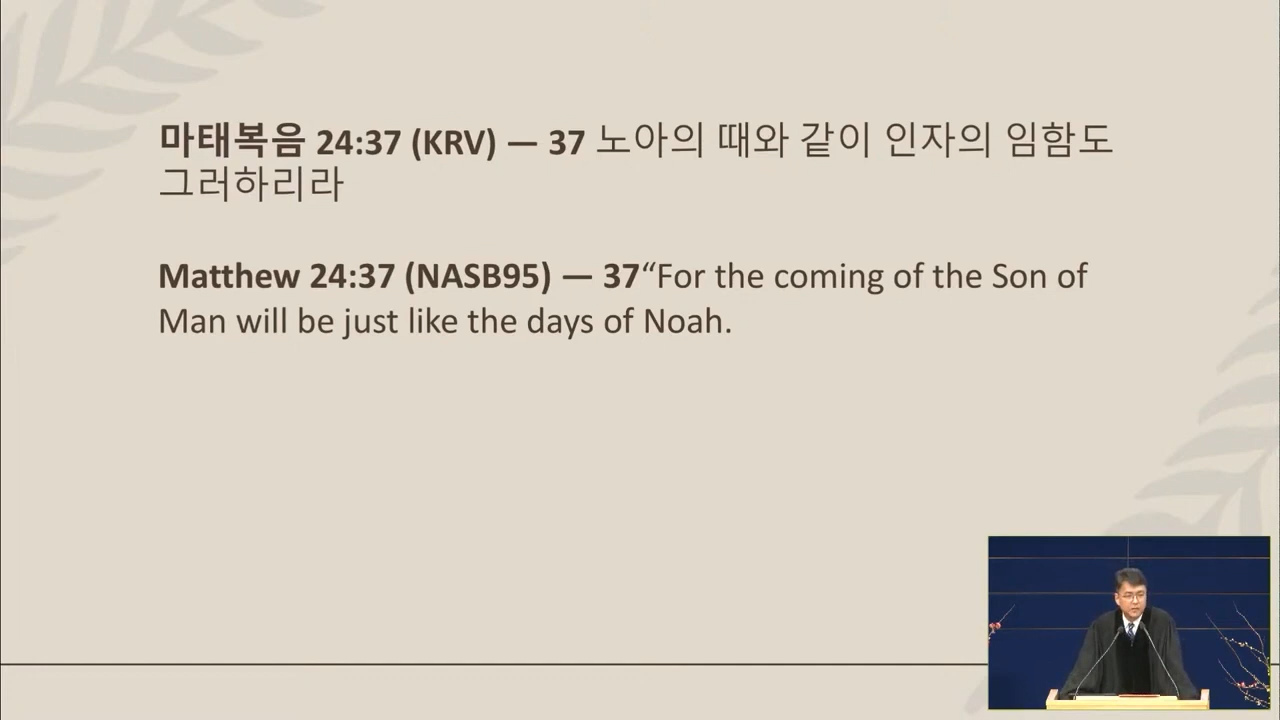 마태복음 24:37 (KRV) — 37 노아의 때와 같이 인자의 임함도
그러하리라
Matthew 24:37 (NASB95) — 37“For the coming of the Son of
Man will be just like the days of Noah.